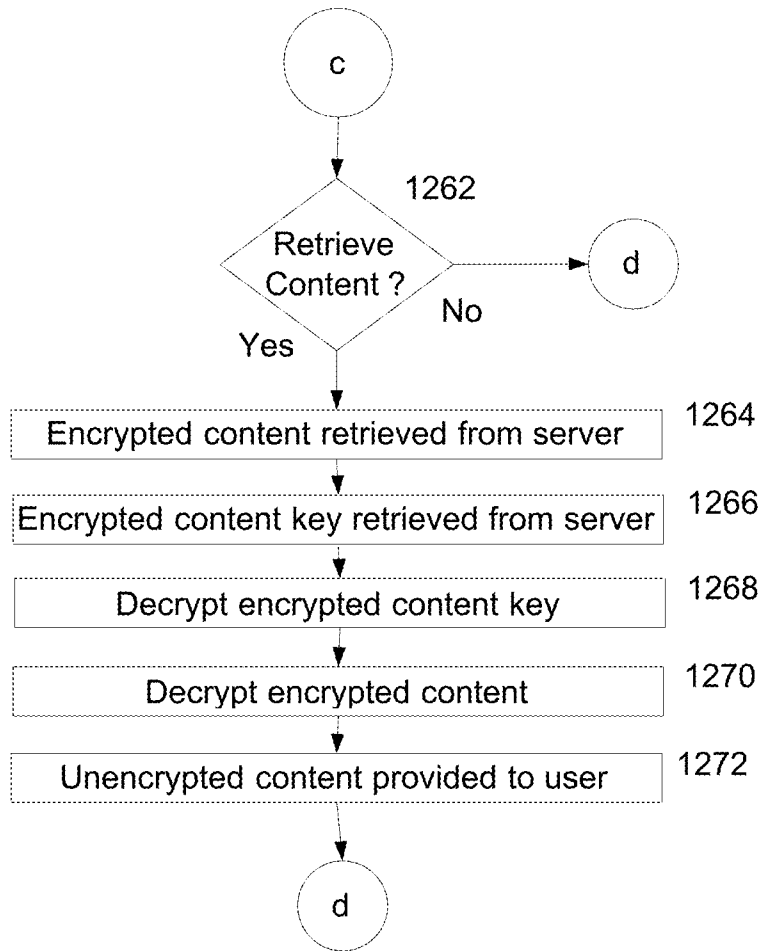 c
1262
Retrieve
Content ?
d
No
Yes
Encrypted content retrieved from server
1264
Encrypted content key retrieved from server
1266
Decrypt encrypted content key
1268
Decrypt encrypted content
1270
Unencrypted content provided to user
1272
d